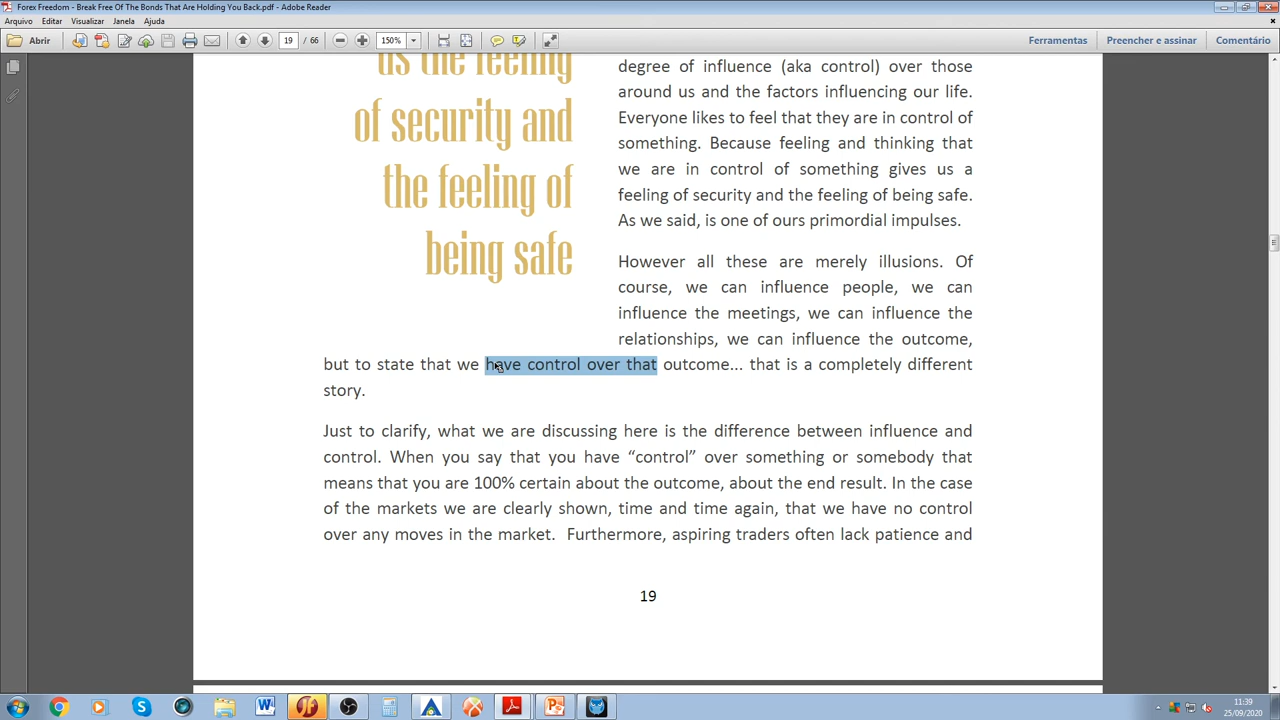 Forex Freedom - Break Free Of The Bonds That Are Holding You Back.pdf - Adobe Reader
Arquivo Editar Visualizar Janela Ajuda
Abrir 19 / 66 150% Ferramentas Preencher e assinar Comentário
us the feeling
of security and
the feeling of
being safe
degree of influence (aka control) over those
around us and the factors influencing our life.
Everyone likes to feel that they are in control of
something. Because feeling and thinking that
we are in control of something gives us a
feeling of security and the feeling of being safe.
As we said, is one of ours primordial impulses.
However all these are merely illusions. Of
course, we can influence people, we can
influence the meetings, we can influence the
relationships, we can influence the outcome,
but to state that we have control over that outcome... that is a completely different
story.
Just to clarify, what we are discussing here is the difference between influence and
control. When you say that you have “control” over something or somebody that
means that you are 100% certain about the outcome, about the end result. In the case
of the markets we are clearly shown, time and time again, that we have no control
over any moves in the market. Furthermore, aspiring traders often lack patience and
19
11:39
25/09/2020